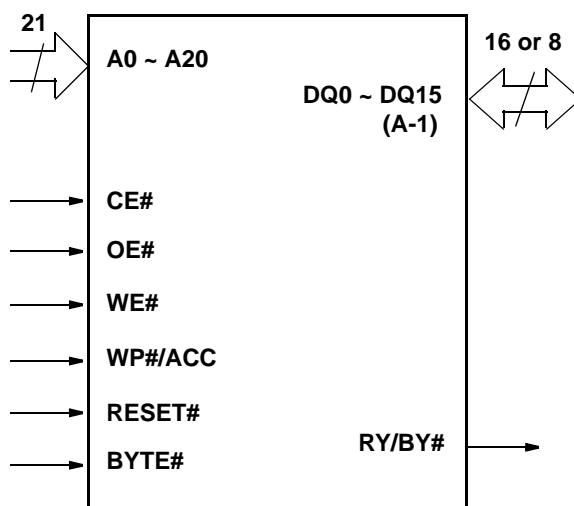 21
16 or 8
A0 ~ A20
DQ0 ~ DQ15
(A-1)
CE#
OE#
WE#
WP#/ACC
RESET#
RY/BY#
BYTE#